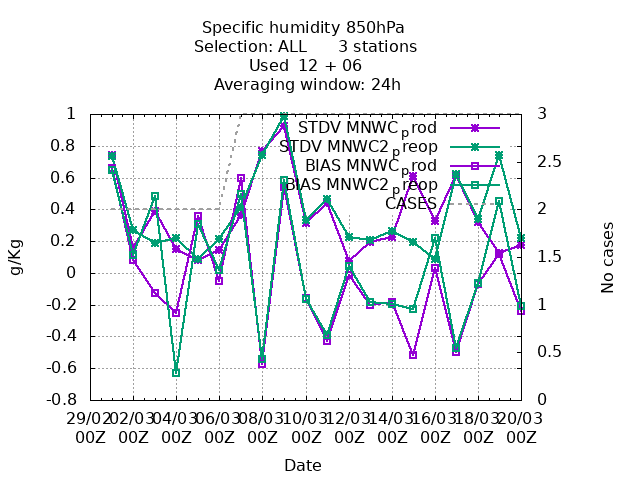 Specific humidity 850hPa
Selection: ALL 3 stations
Used 12 + 06
Averaging window: 24h
STDV MNWC_prod
STDV MNWC2_preop
BIAS MNWC_prod
BIAS MNWC2_preop
CASES
g/Kg
1
0.8
0.6
0.4
0.2
0
-0.2
-0.4
-0.6
-0.8
3
2.5
2
1.5
1
0.5
0
No cases
29/02 02/03 04/03 06/03 08/03 10/03 12/03 14/03 16/03 18/03 20/03
00Z 00Z 00Z 00Z 00Z 00Z 00Z 00Z 00Z 00Z 00Z
Date